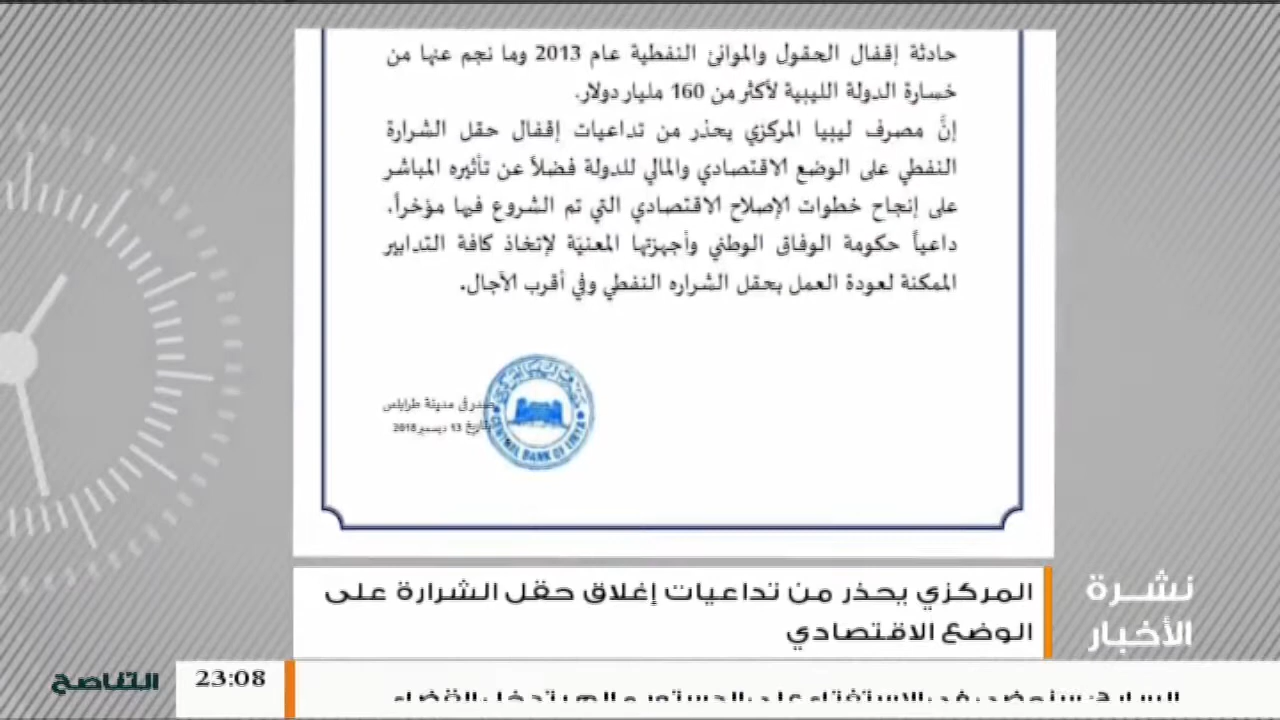 حادثة إقفال الحقول والموانئ النفطية عام 2013 وما نجم عنها من
خسارة الدولة الليبية لأكثر من 160 مليار دولار.
إنَّ مصرف ليبيا المركزي يحذر من تداعيات إقفال حقل الشرارة
النفطي على الوضع الاقتصادي والمالي للدولة فضلاً عن تأثيره المباشر
على إنجاح خطوات الإصلاح الاقتصادي التي تم الشروع فيها مؤخراً،
داعياً حكومة الوفاق الوطني وأجهزتها المعنيّة لإتخاذ كافة التدابير
الممكنة لعودة العمل بحقل الشراره النفطي وفي أقرب الآجال.
صدر في مدينة طرابلس
بتاريخ 13 ديسمبر 2018
CENTRAL BANK OF LIBYA
نشرة
الأخبار
المركزي يحذر من تداعيات إغلاق حقل الشرارة على
الوضع الاقتصادي
23:08
التناصح